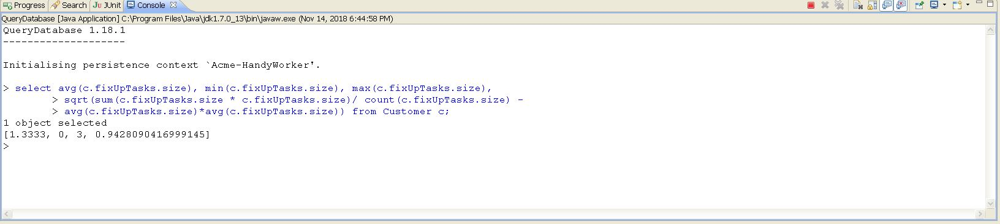 Progress Search JUnit Console
QueryDatabase [Java Application] C:\Program Files\Java\jdk1.7.0_13\bin\javaw.exe (Nov 14, 2018 6:44:58 PM)
QueryDatabase 1.18.1
--------------------
Initialising persistence context `Acme-HandyWorker'.
> select avg(c.fixUpTasks.size), min(c.fixUpTasks.size), max(c.fixUpTasks.size),
> sqrt(sum(c.fixUpTasks.size * c.fixUpTasks.size)/ count(c.fixUpTasks.size) -
> avg(c.fixUpTasks.size)*avg(c.fixUpTasks.size)) from Customer c;
1 object selected
[1.3333, 0, 3, 0.9428090416999145]
>